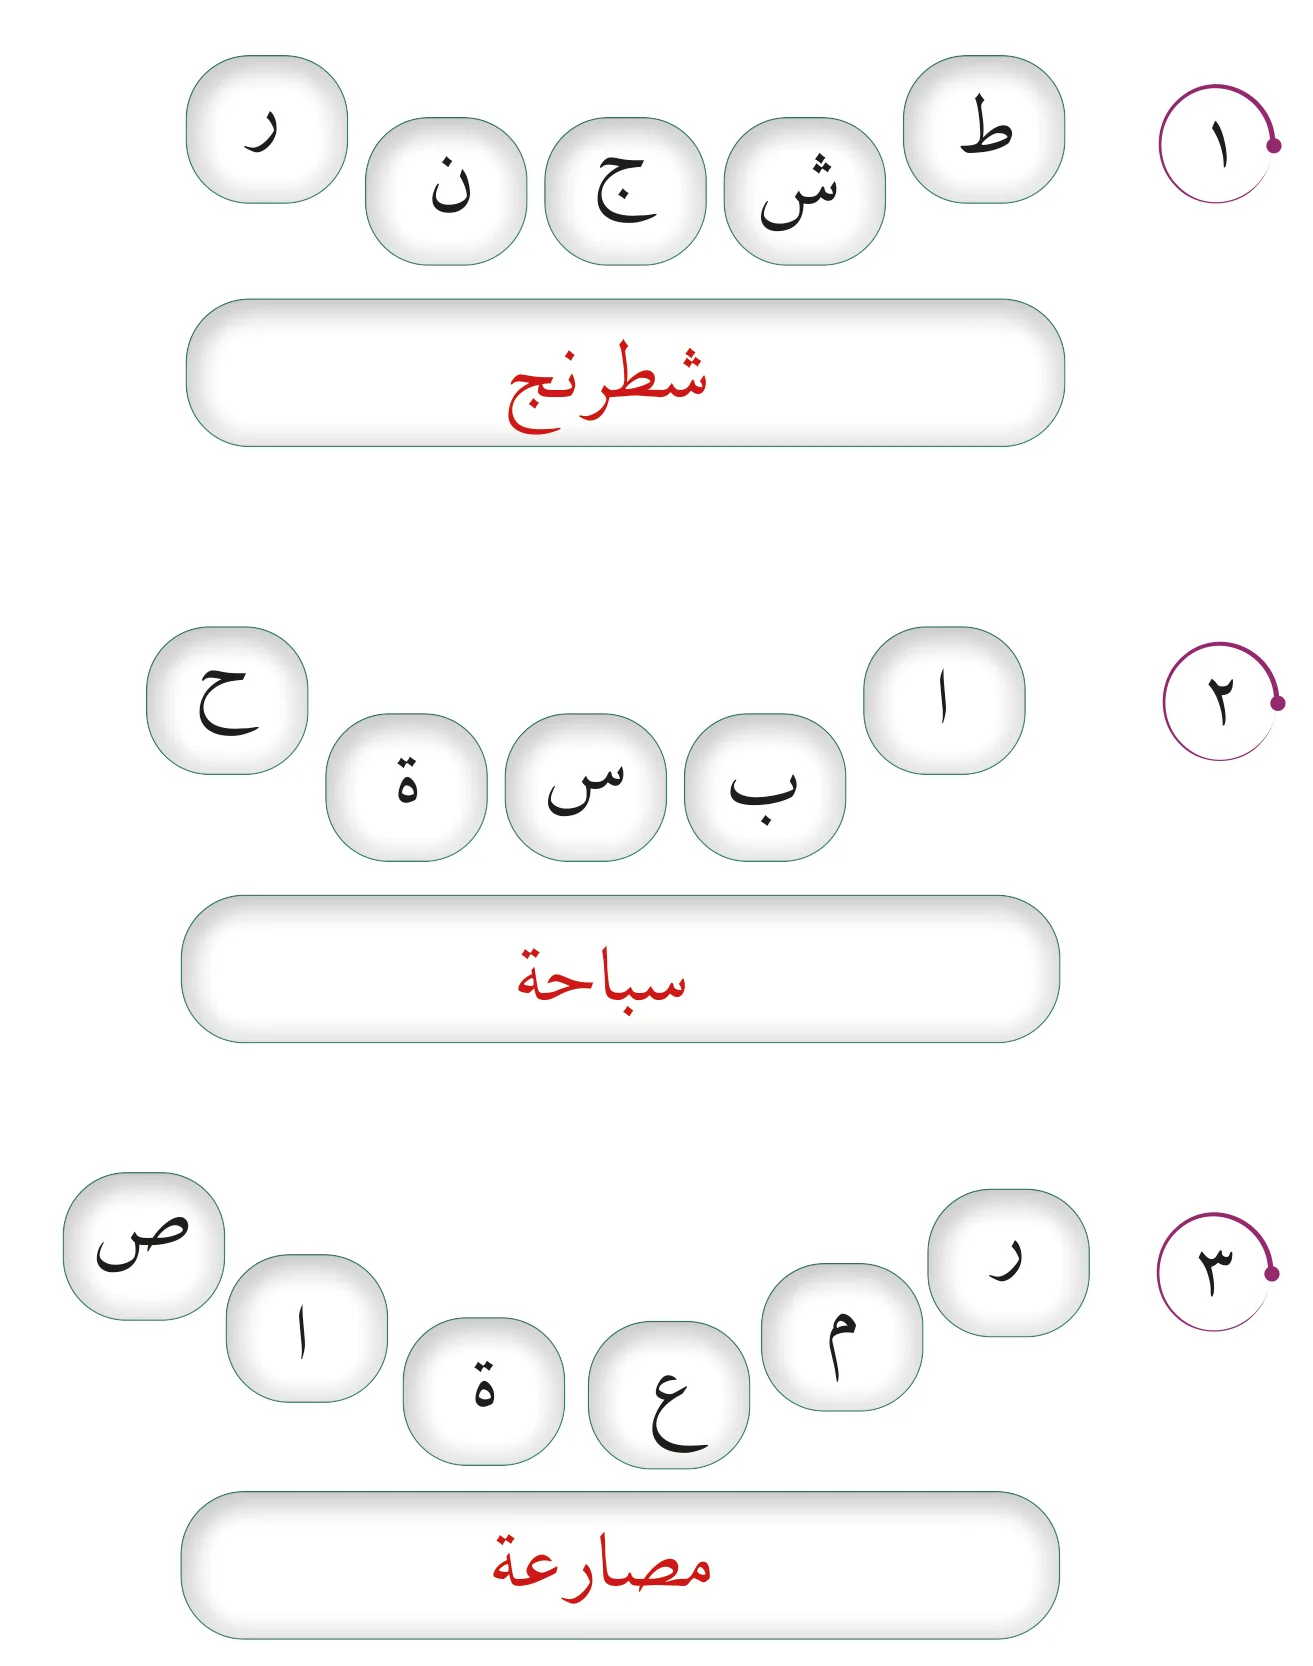 ١
ط ش ج ن ر
شطرنج
٢
ا ب س ة ح
سباحة
٣
ر م ع ة ا ص
مصارعة